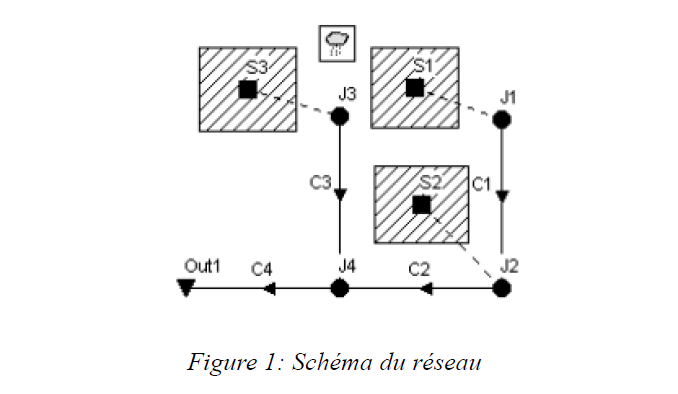 S3
S1
J3
J1
C3
S2
C1
Out1
C4
J4
C2
J2
Figure 1: Schéma du réseau